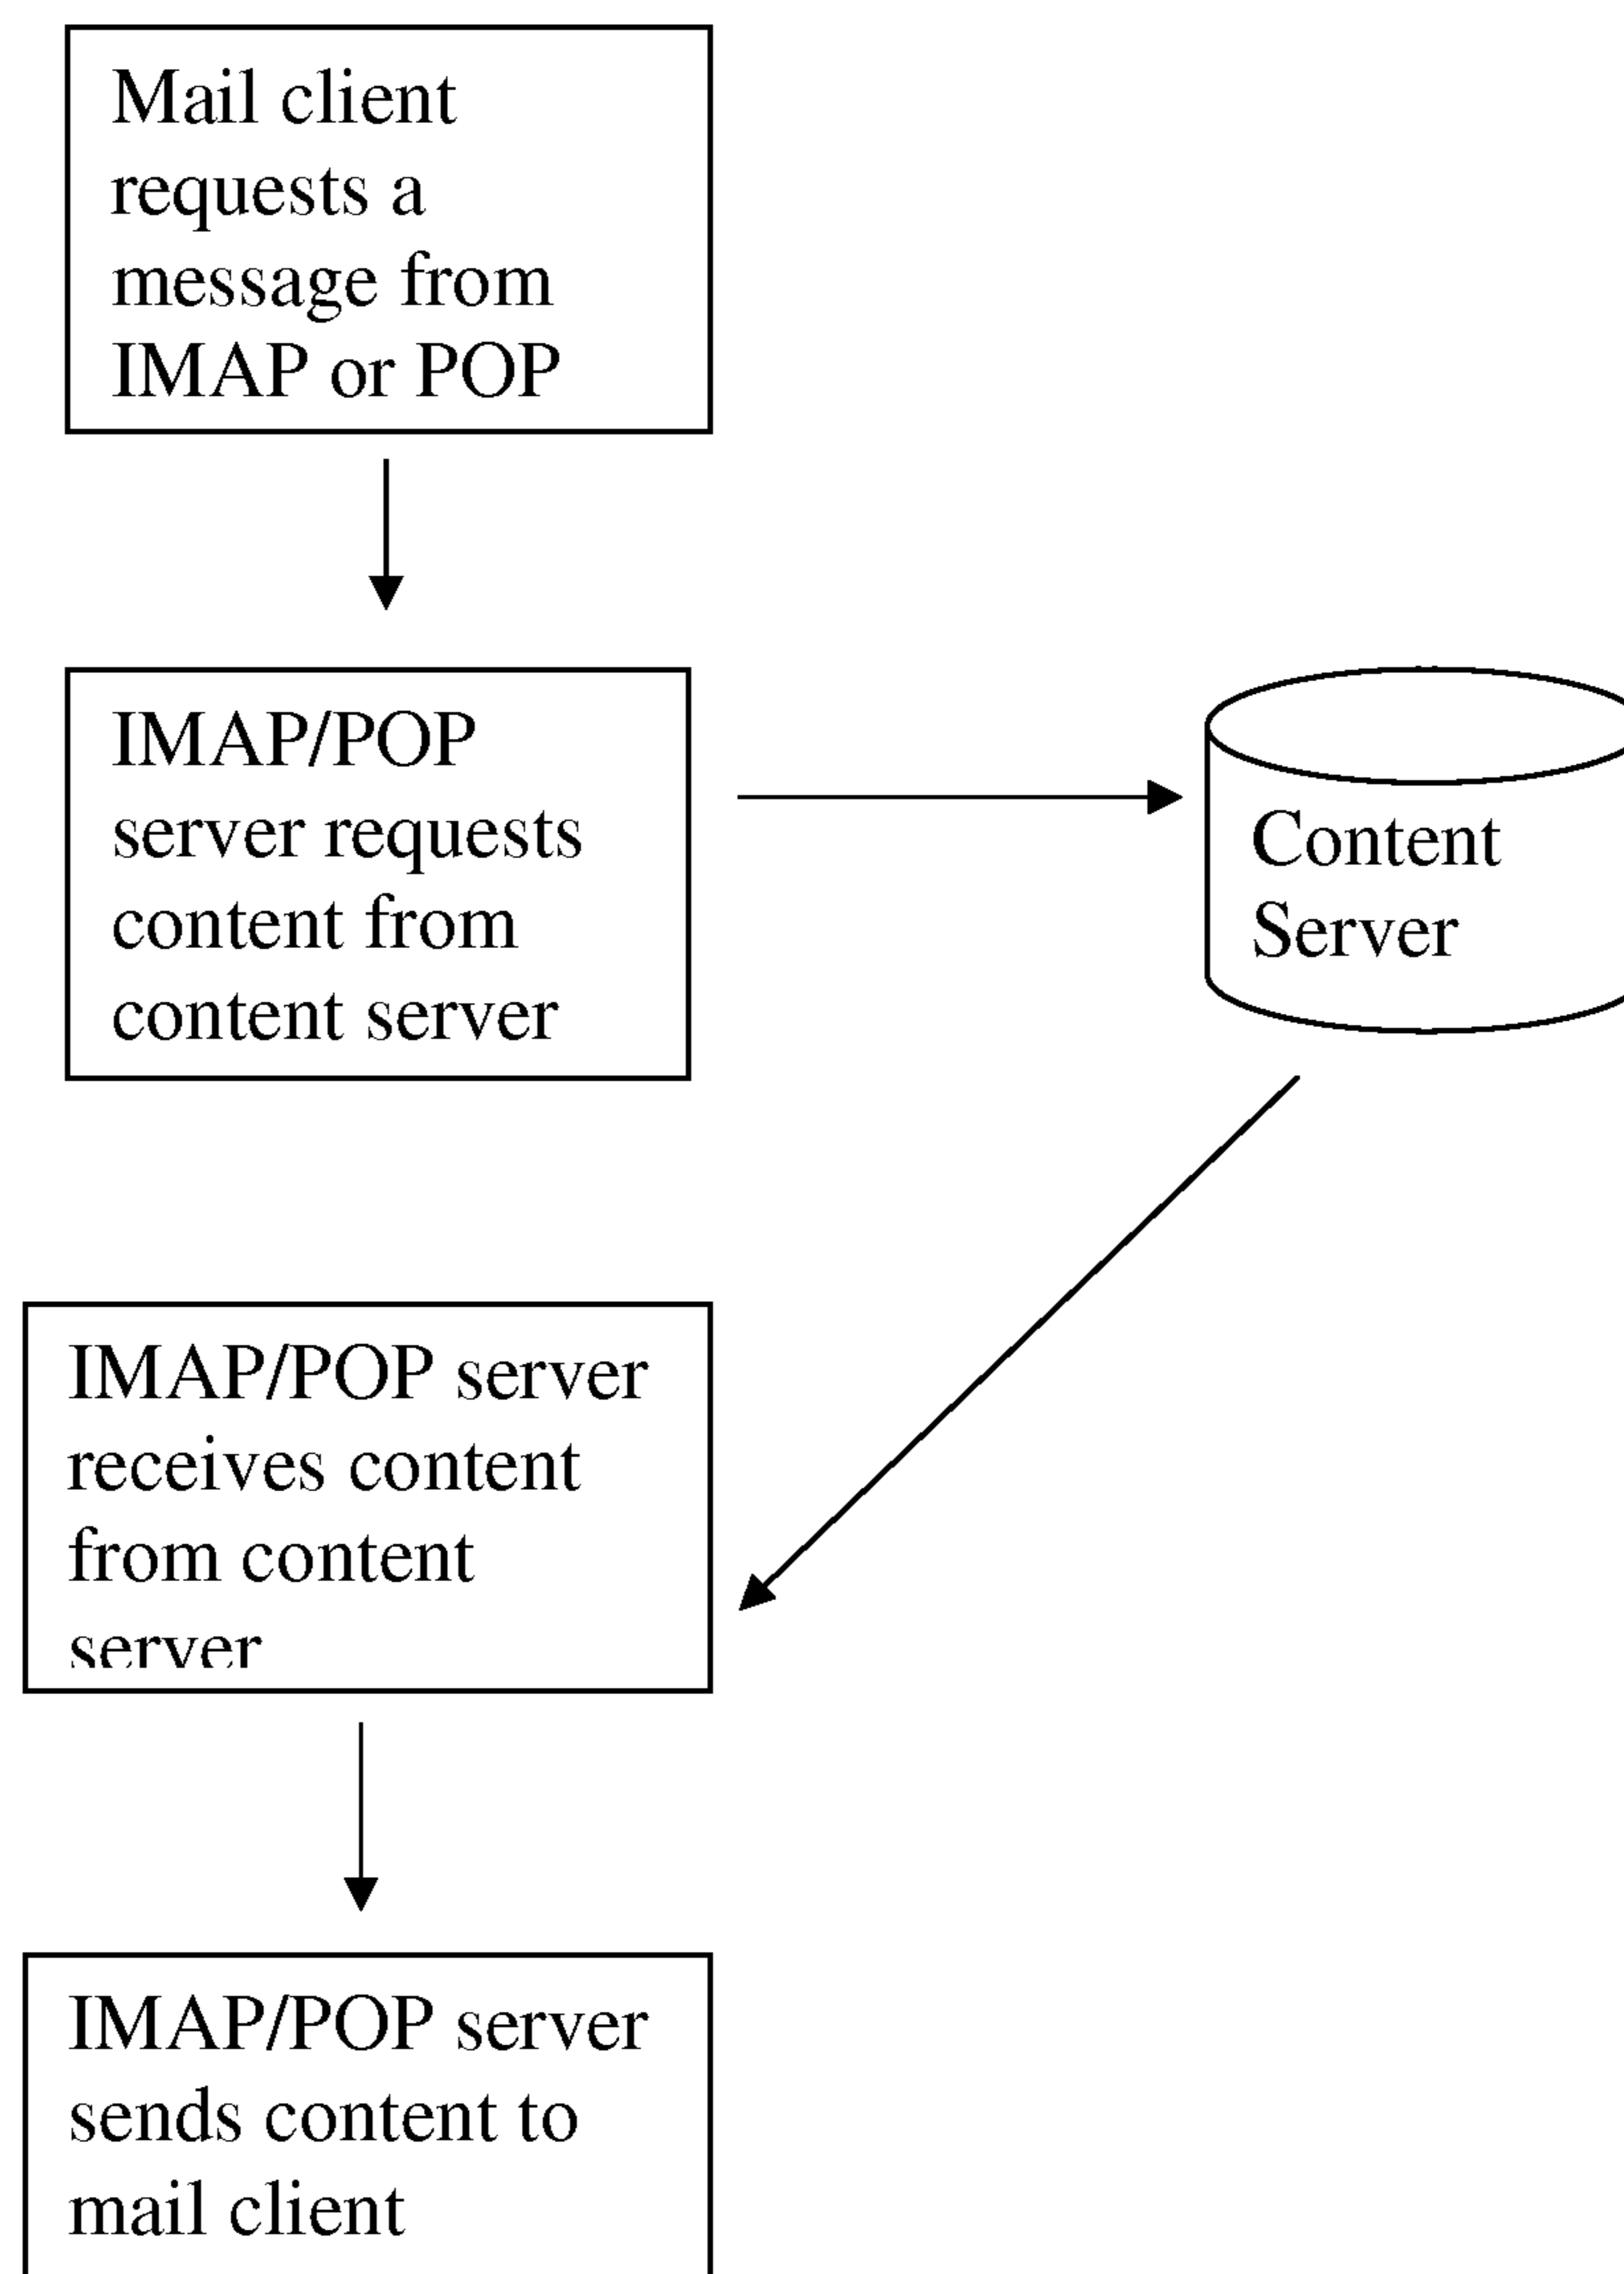 Mail client
requests a
message from
IMAP or POP
IMAP/POP
server requests
content from
content server
Content
Server
IMAP/POP server
receives content
from content
server
IMAP/POP server
sends content to
mail client